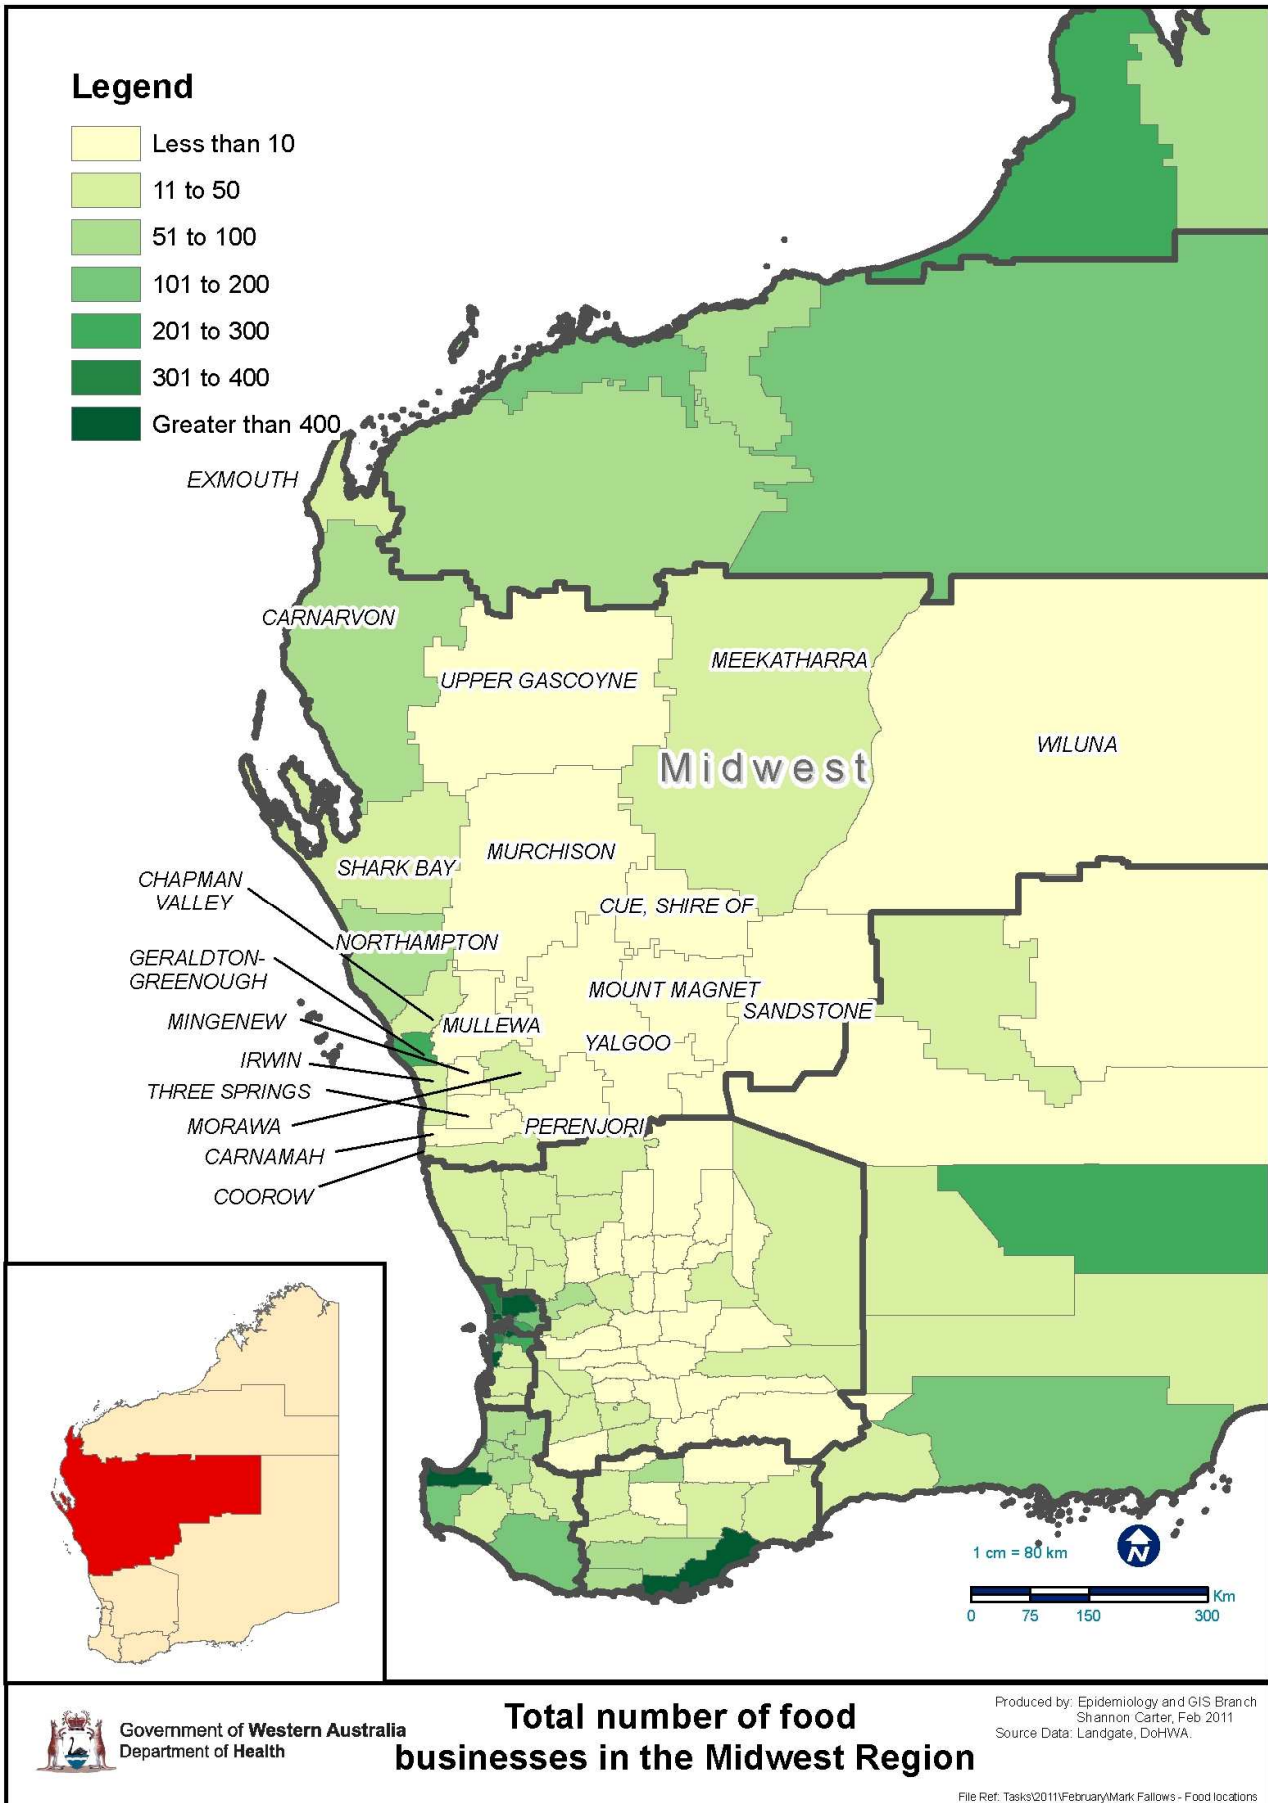 Legend
Less than 10
11 to 50
51 to 100
101 to 200
201 to 300
301 to 400
Greater than 400
EXMOUTH
CARNARVON
UPPER GASCOYNE
MEEKATHARRA
WILUNA
Midwest
MURCHISON
SHARK BAY
CHAPMAN
VALLEY
CUE, SHIRE OF
NORTHAMPTON
GERALDTON-
GREENOUGH
MOUNT MAGNET
SANDSTONE
MINGENEW
MULLEWA
YALGOO
IRWIN
THREE SPRINGS
MORAWA
PERENJORI
CARNAMAH
COOROW
1 cm = 80 km
N
Km
0 75 150 300
Government of Western Australia
Department of Health
Total number of food
businesses in the Midwest Region
Produced by: Epidemiology and GIS Branch
Shannon Carter, Feb 2011
Source Data: Landgate, DoHWA.
File Ref: Tasks\2011\February\Mark Fallows - Food locations